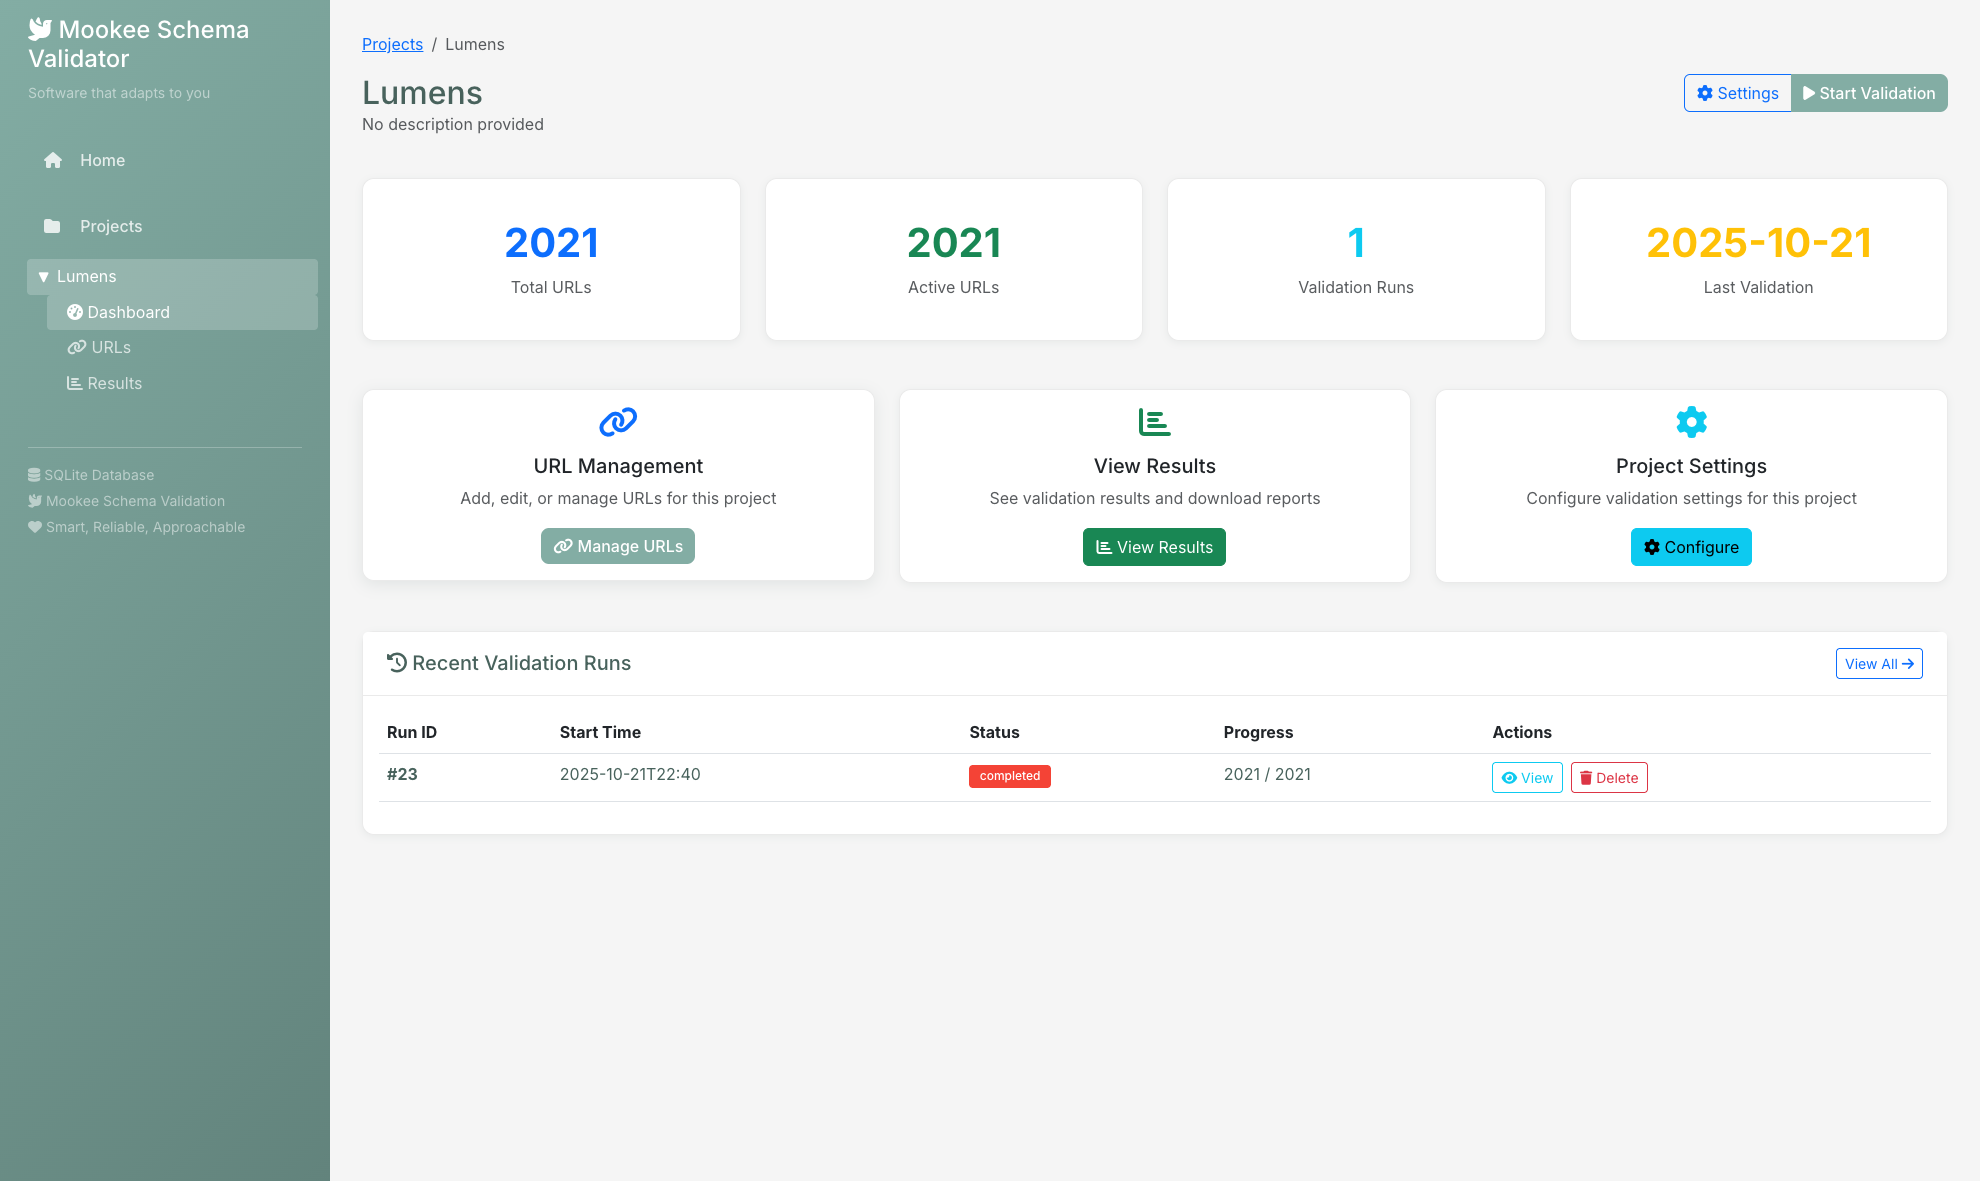 Mookee Schema
Validator
Software that adapts to you
Home
Projects
▼ Lumens
Dashboard
URLs
Results
SQLite Database
Mookee Schema Validation
Smart, Reliable, Approachable
Projects / Lumens
Lumens
No description provided
Settings
Start Validation
2021
Total URLs
2021
Active URLs
1
Validation Runs
2025-10-21
Last Validation
URL Management
Add, edit, or manage URLs for this project
Manage URLs
View Results
See validation results and download reports
View Results
Project Settings
Configure validation settings for this project
Configure
Recent Validation Runs
View All →
Run ID Start Time Status Progress Actions
#23 2025-10-21T22:40 completed 2021 / 2021 View Delete